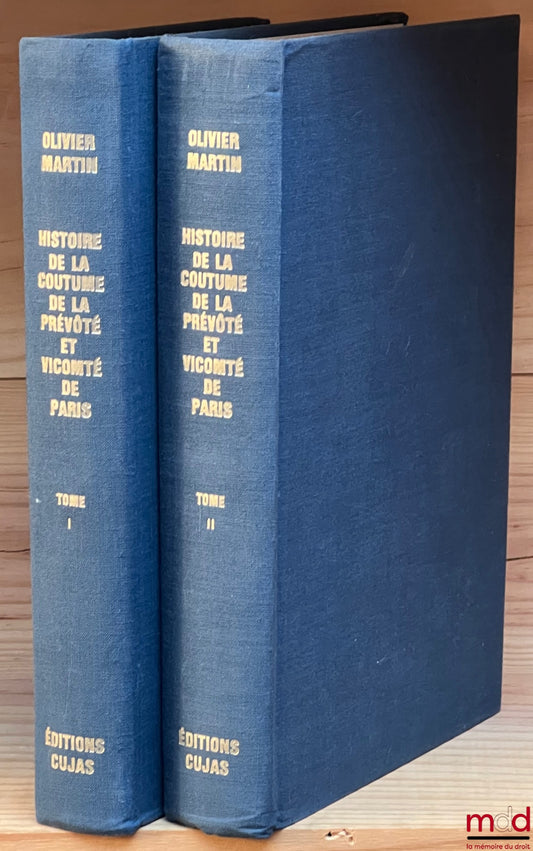 OLIVIER
MARTIN
HISTOIRE
DE LA
COUTUME
DE LA
PRÉVÔTÉ
ET
VICOMTÉ
DE
PARIS
TOME
I
ÉDITIONS
CUJAS
OLIVIER
MARTIN
HISTOIRE
DE LA
COUTUME
DE LA
PRÉVÔTÉ
ET
VICOMTÉ
DE
PARIS
TOME
II
ÉDITIONS
CUJAS
mdd
la mémoire du droit